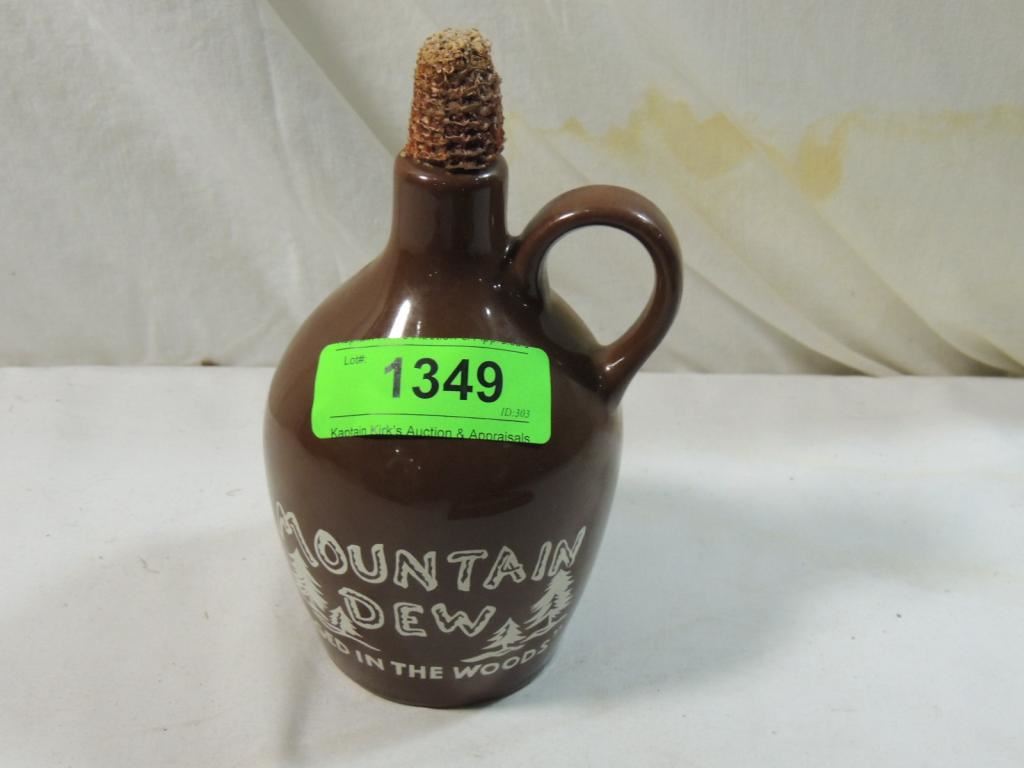 Lot#: 1349
ID:303
Kaptain Kirk's Auction & Appraisals
MOUNTAIN
DEW
IN THE WOODS